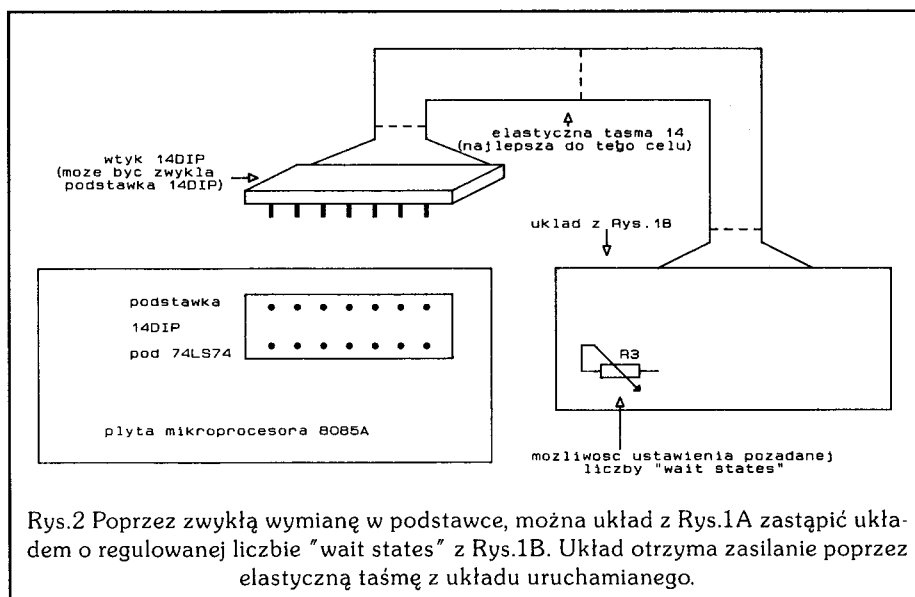 elastyczna tasma 14
(najlepsza do tego celu)
wtyk 14DIP
(moze byc zwykla
podstawka 14DIP)
uklad z Rys.1B
podstawka
14DIP
pod 74LS74
R3
plyta mikroprocesora 8085A
mozliwosc ustawienia pozadanej
liczby "wait states"
Rys.2 Poprzez zwykłą wymianę w podstawce, można układ z Rys.1A zastąpić ukła-
dem o regulowanej liczbie "wait states" z Rys.1B. Układ otrzyma zasilanie poprzez
elastyczną taśmę z układu uruchamianego.